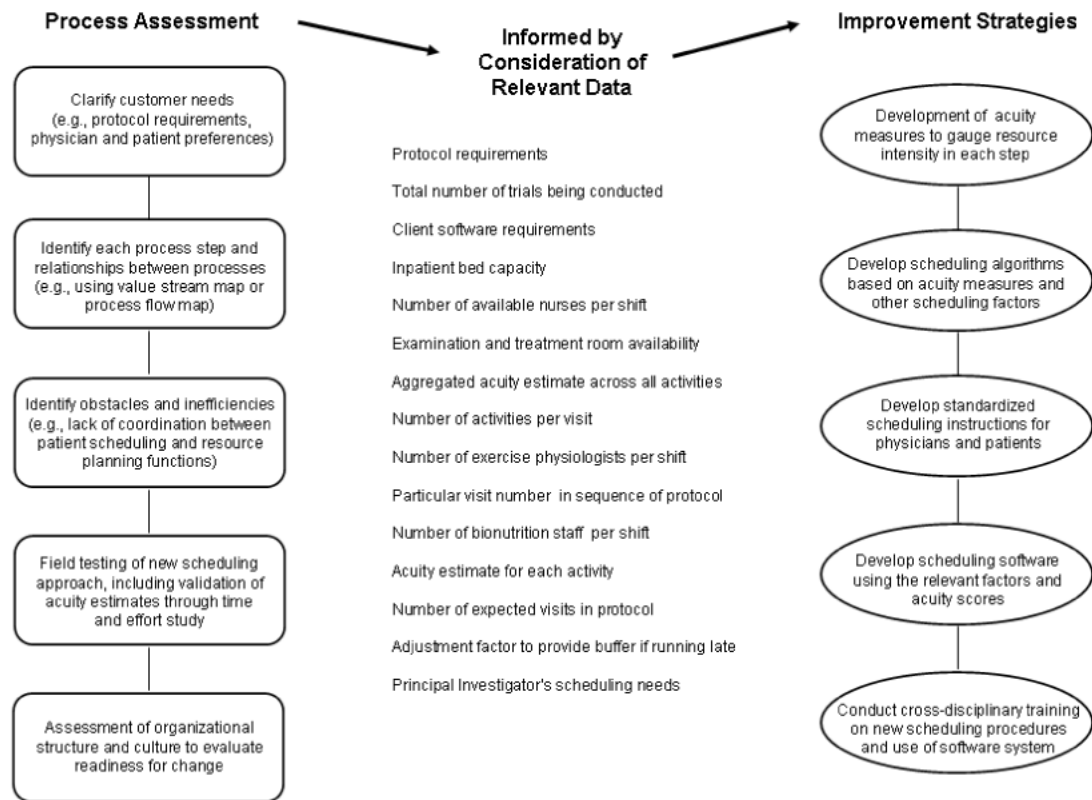 Process Assessment
Clarify customer needs
(e.g., protocol requirements,
physician and patient preferences)
Identify each process step and
relationships between processes
(e.g., using value stream map or
process flow map)
Identify obstacles and inefficiencies
(e.g., lack of coordination between
patient scheduling and resource
planning functions)
Field testing of new scheduling
approach, including validation of
acuity estimates through time
and effort study
Assessment of organizational
structure and culture to evaluate
readiness for change
Informed by
Consideration of
Relevant Data
Protocol requirements
Total number of trials being conducted
Client software requirements
Inpatient bed capacity
Number of available nurses per shift
Examination and treatment room availability
Aggregated acuity estimate across all activities
Number of activities per visit
Number of exercise physiologists per shift
Particular visit number in sequence of protocol
Number of bionutrition staff per shift
Acuity estimate for each activity
Number of expected visits in protocol
Adjustment factor to provide buffer if running late
Principal Investigator's scheduling needs
Improvement Strategies
Development of acuity
measures to gauge resource
intensity in each step
Develop scheduling algorithms
based on acuity measures and
other scheduling factors
Develop standardized
scheduling instructions for
physicians and patients
Develop scheduling software
using the relevant factors and
acuity scores
Conduct cross-disciplinary training
on new scheduling procedures
and use of software system